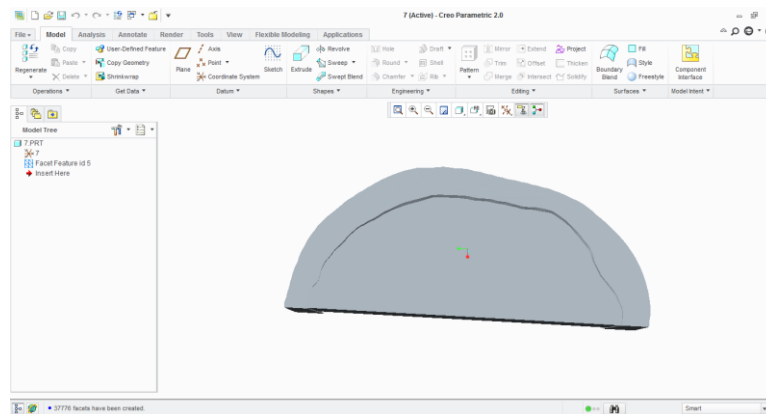 7 (Active) - Creo Parametric 2.0
File Model Analysis Annotate Render Tools View Flexible Modeling Applications
Regenerate
Copy
Paste
Delete
User-Defined Feature
Copy Geometry
Shrinkwrap
Plane
Axis
Point
Coordinate System
Sketch
Extrude
Revolve
Sweep
Swept Blend
Hole
Round
Chamfer
Draft
Shell
Rib
Pattern
Mirror
Trim
Merge
Extend
Offset
Intersect
Project
Thicken
Solidify
Boundary Blend
Fill
Style
Freestyle
Component Interface
Operations Get Data Datum Shapes Engineering Editing Surfaces Model Intent
Model Tree
7.PRT
7
Facet Feature id 5
Insert Here
37776 facets have been created.
Smart